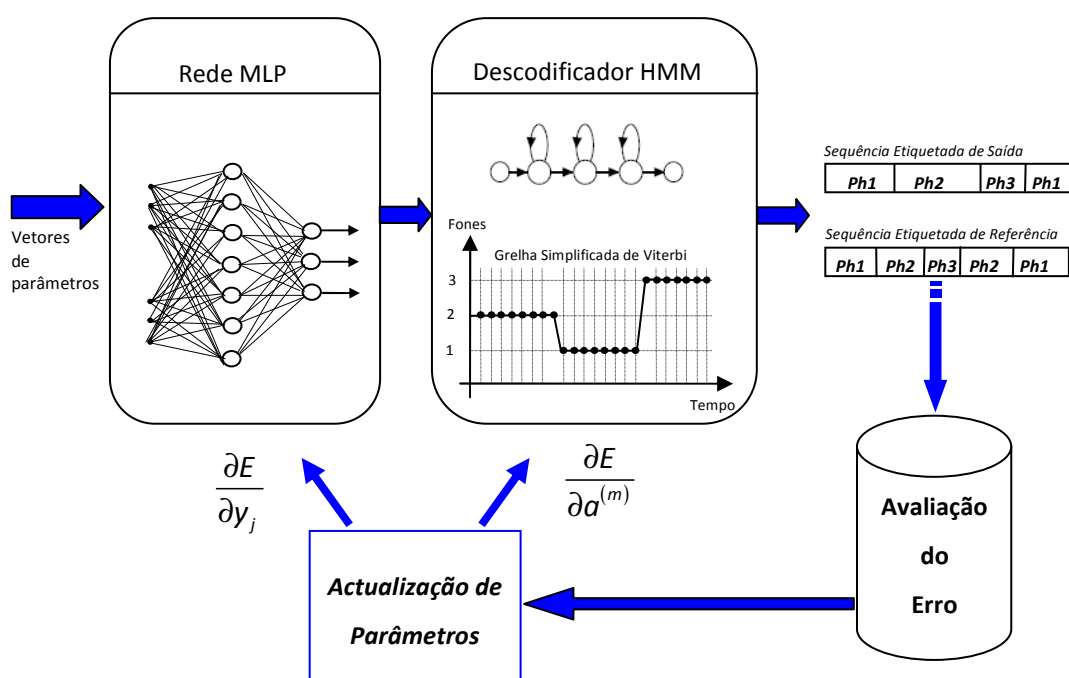 Rede MLP
Descodificador HMM
Vetores
de
parâmetros
Fones
Grelha Simplificada de Viterbi
3
2
1
Tempo
Sequência Etiquetada de Saída
Ph1 Ph2 Ph3 Ph1
Sequência Etiquetada de Referência
Ph1 Ph2 Ph3 Ph2 Ph1
∂E
∂y_j
∂E
∂a^(m)
Avaliação
do
Erro
Actualização de
Parâmetros